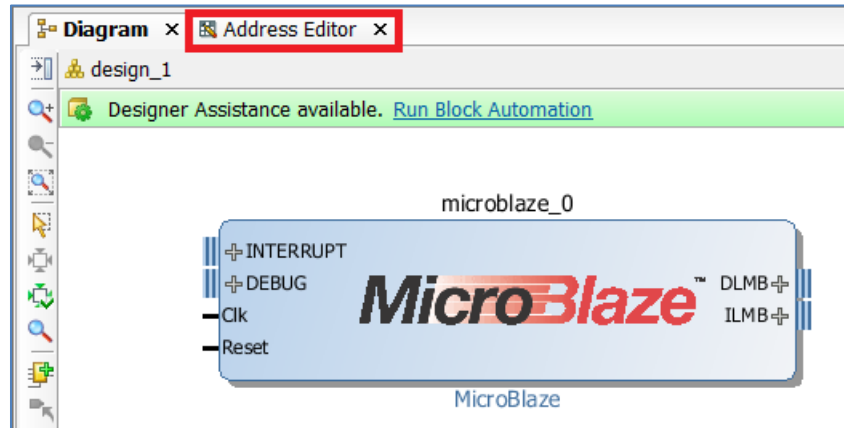 Diagram × Address Editor ×
design_1
Designer Assistance available. Run Block Automation
microblaze_0
INTERRUPT
DEBUG
Clk
Reset
MicroBlaze™
DLMB
ILMB
MicroBlaze